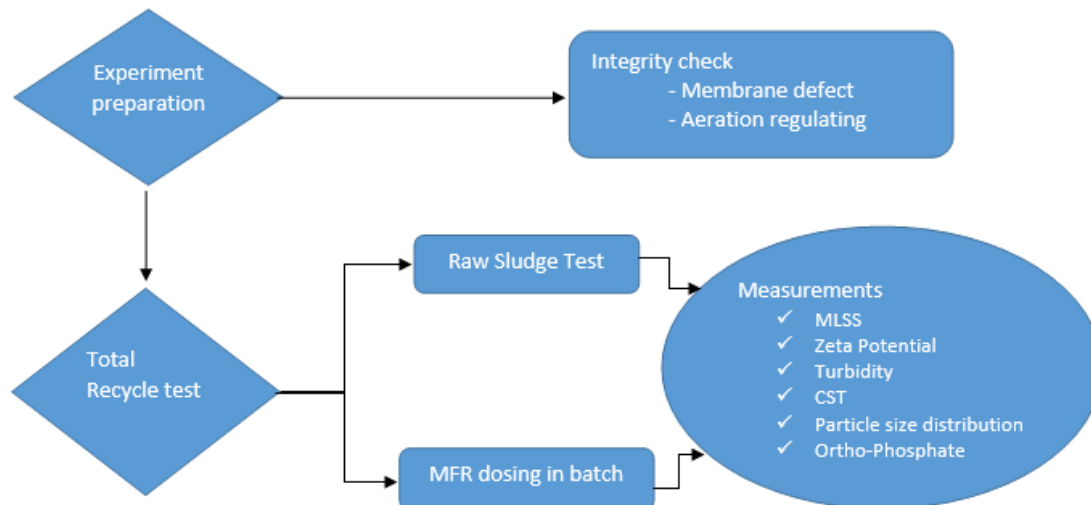 Experiment
preparation
Integrity check
- Membrane defect
- Aeration regulating
Total
Recycle test
Raw Sludge Test
MFR dosing in batch
Measurements
✓ MLSS
✓ Zeta Potential
✓ Turbidity
✓ CST
✓ Particle size distribution
✓ Ortho-Phosphate